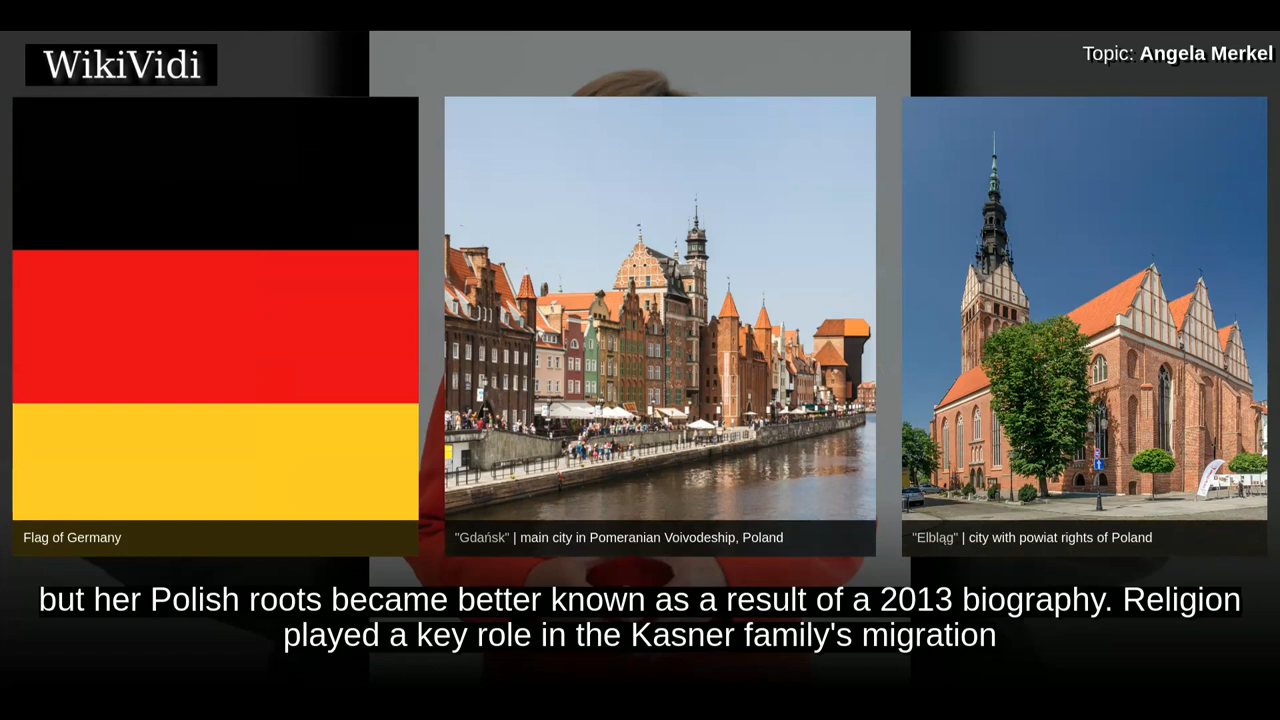 WikiVidi
Topic: Angela Merkel
Flag of Germany
"Gdańsk" | main city in Pomeranian Voivodeship, Poland
"Elbląg" | city with powiat rights of Poland
but her Polish roots became better known as a result of a 2013 biography. Religion
played a key role in the Kasner family's migration